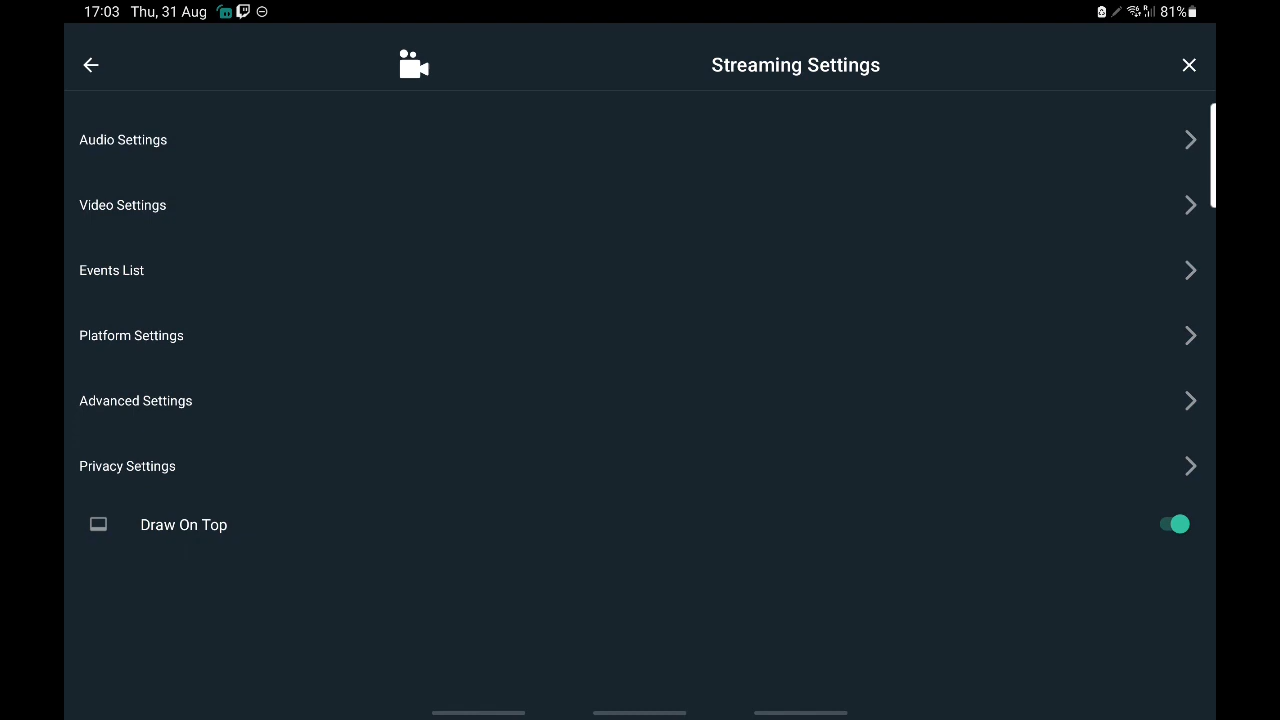 17:03 Thu, 31 Aug 81%
Streaming Settings
Audio Settings
Video Settings
Events List
Platform Settings
Advanced Settings
Privacy Settings
Draw On Top